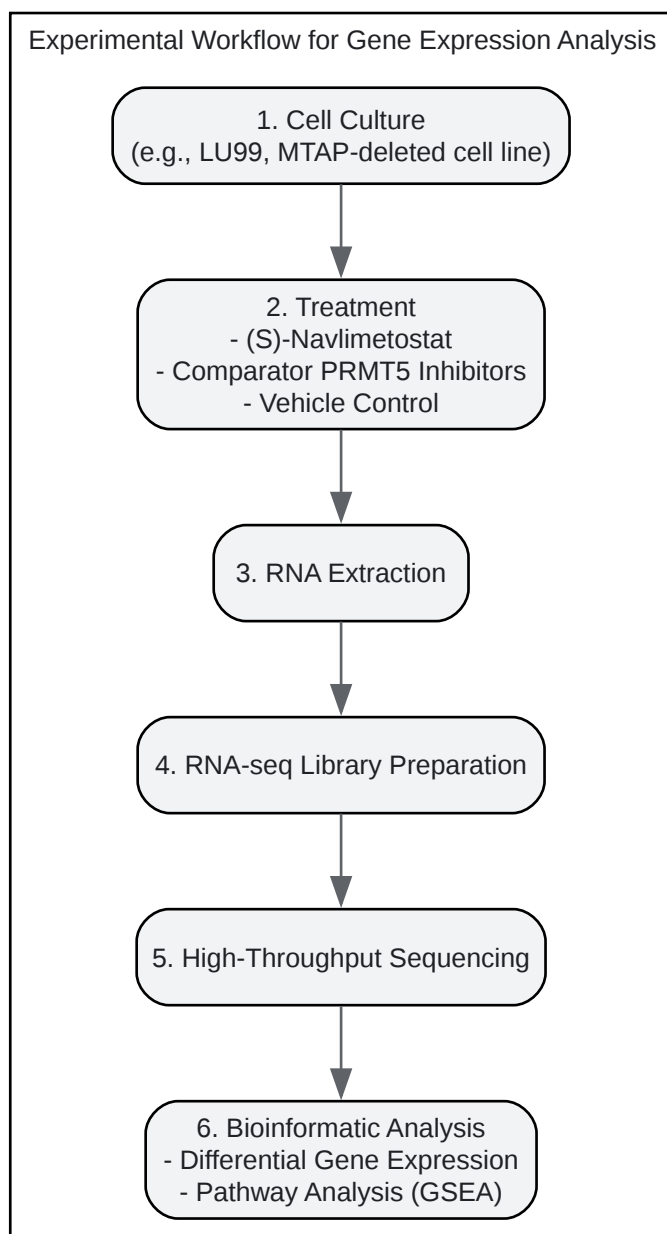 Experimental Workflow for Gene Expression Analysis
1. Cell Culture
(e.g., LU99, MTAP-deleted cell line)
2. Treatment
- (S)-Navlimetostat
- Comparator PRMT5 Inhibitors
- Vehicle Control
3. RNA Extraction
4. RNA-seq Library Preparation
5. High-Throughput Sequencing
6. Bioinformatic Analysis
- Differential Gene Expression
- Pathway Analysis (GSEA)